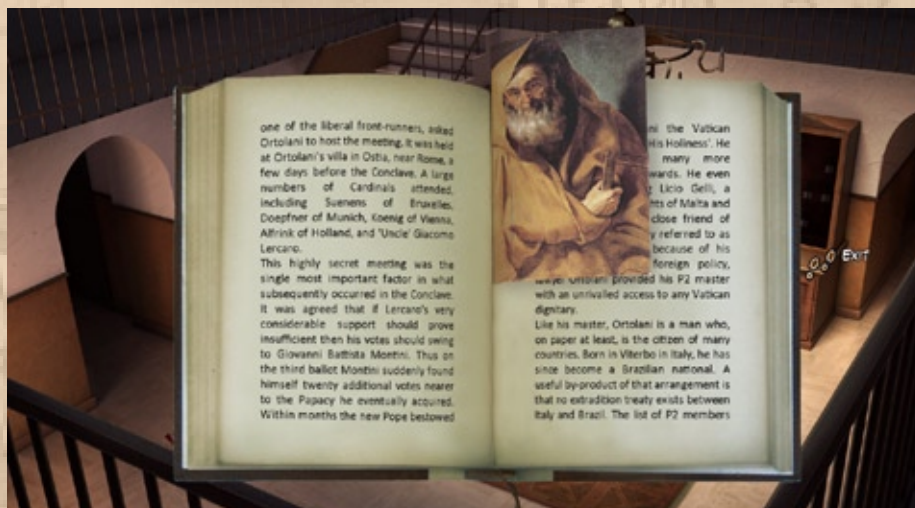 one of the liberal front-runners, asked
Ortolani to host the meeting. It was held
at Ortolani's villa in Ostia, near Rome, a
few days before the Conclave. A large
numbers of Cardinals attended,
including Suenens of Bruxelles,
Doepfner of Munich, Koenig of Vienna,
Alfrink of Holland, and 'Uncle' Giacomo
Lercaro.
This highly secret meeting was the
single most important factor in what
subsequently occurred in the Conclave.
It was agreed that if Lercaro's very
considerable support should prove
insufficient then his votes should swing
to Giovanni Battista Montini. Thus on
the third ballot Montini suddenly found
himself twenty additional votes nearer
to the Papacy he eventually acquired.
Within months the new Pope bestowed
the Vatican
His Holiness'. He
many more
He even
Licio Gelli, a
of Malta and
close friend of
referred to as
because of his
foreign policy,
lawyer Ortolani provided his P2 master
with an unrivalled access to any Vatican
dignitary.
Like his master, Ortolani is a man who,
on paper at least, is the citizen of many
countries. Born in Viterbo in Italy, he has
since become a Brazilian national. A
useful by-product of that arrangement is
that no extradition treaty exists between
Italy and Brazil. The list of P2 members
Exit